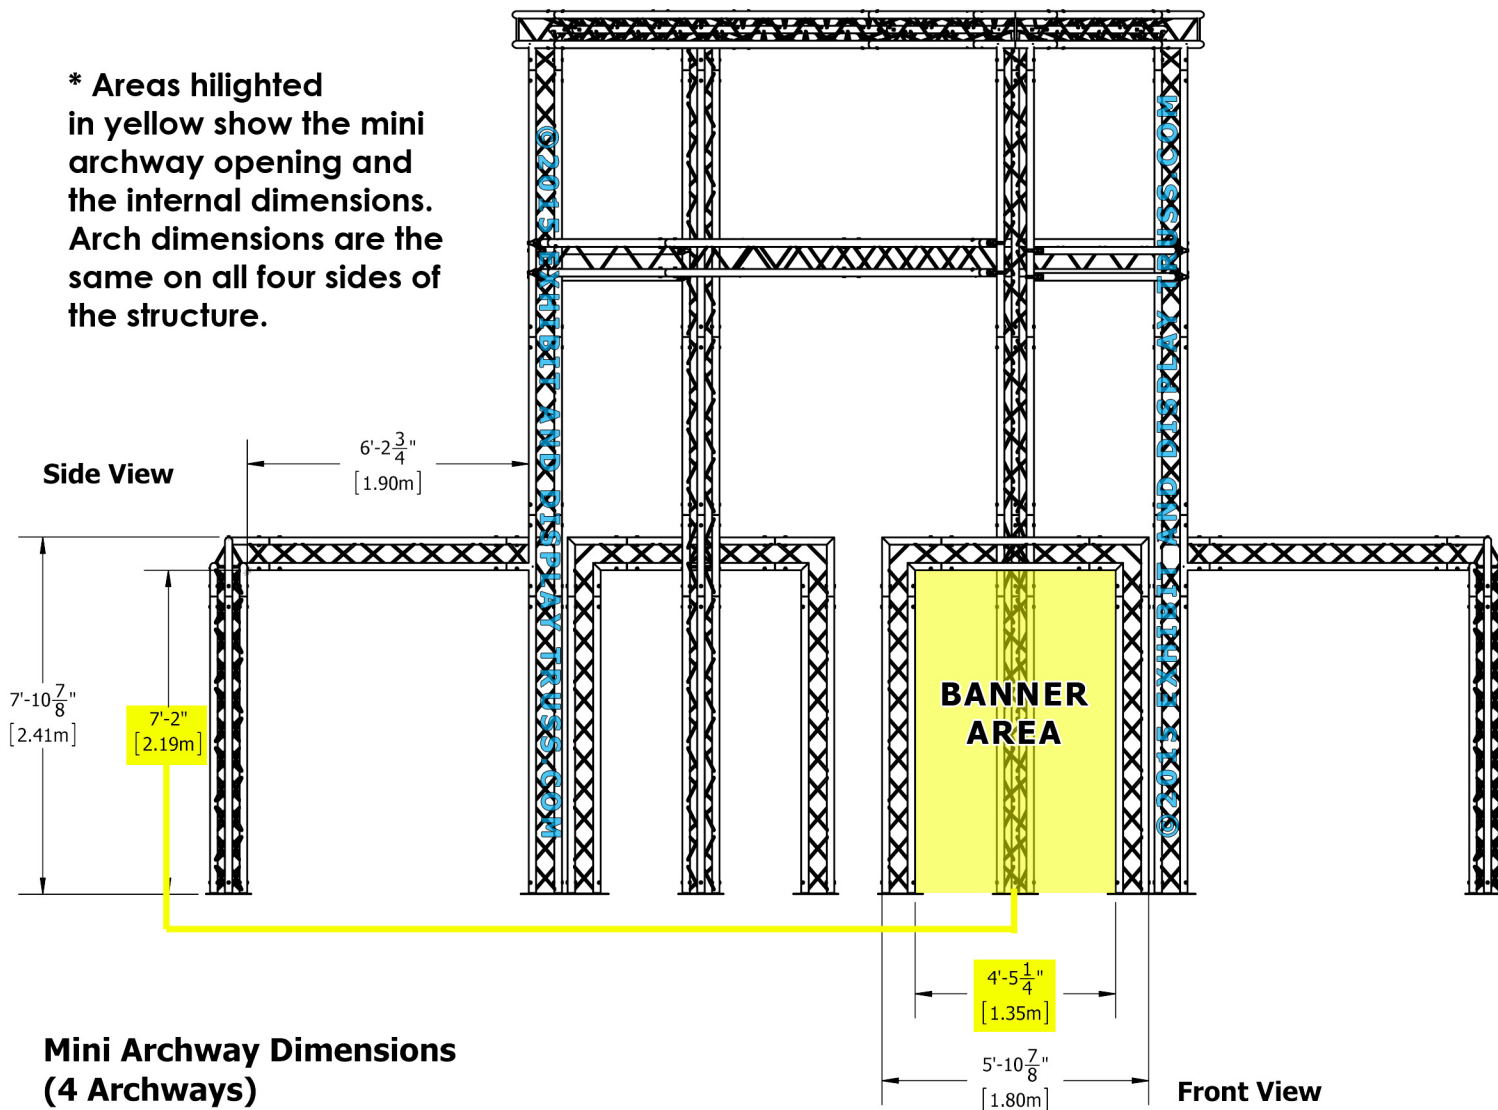 * Areas hilighted
in yellow show the mini
archway opening and
the internal dimensions.
Arch dimensions are the
same on all four sides of
the structure.
©2015 EXHIBIT AND DISPLAY TRUSS.COM
©2015 EXHIBIT AND DISPLAY TRUSS.COM
6'-2 3/4"
[1.90m]
Side View
7'-10 7/8"
[2.41m]
7'-2"
[2.19m]
BANNER
AREA
4'-5 1/4"
[1.35m]
5'-10 7/8"
[1.80m]
Mini Archway Dimensions
(4 Archways)
Front View